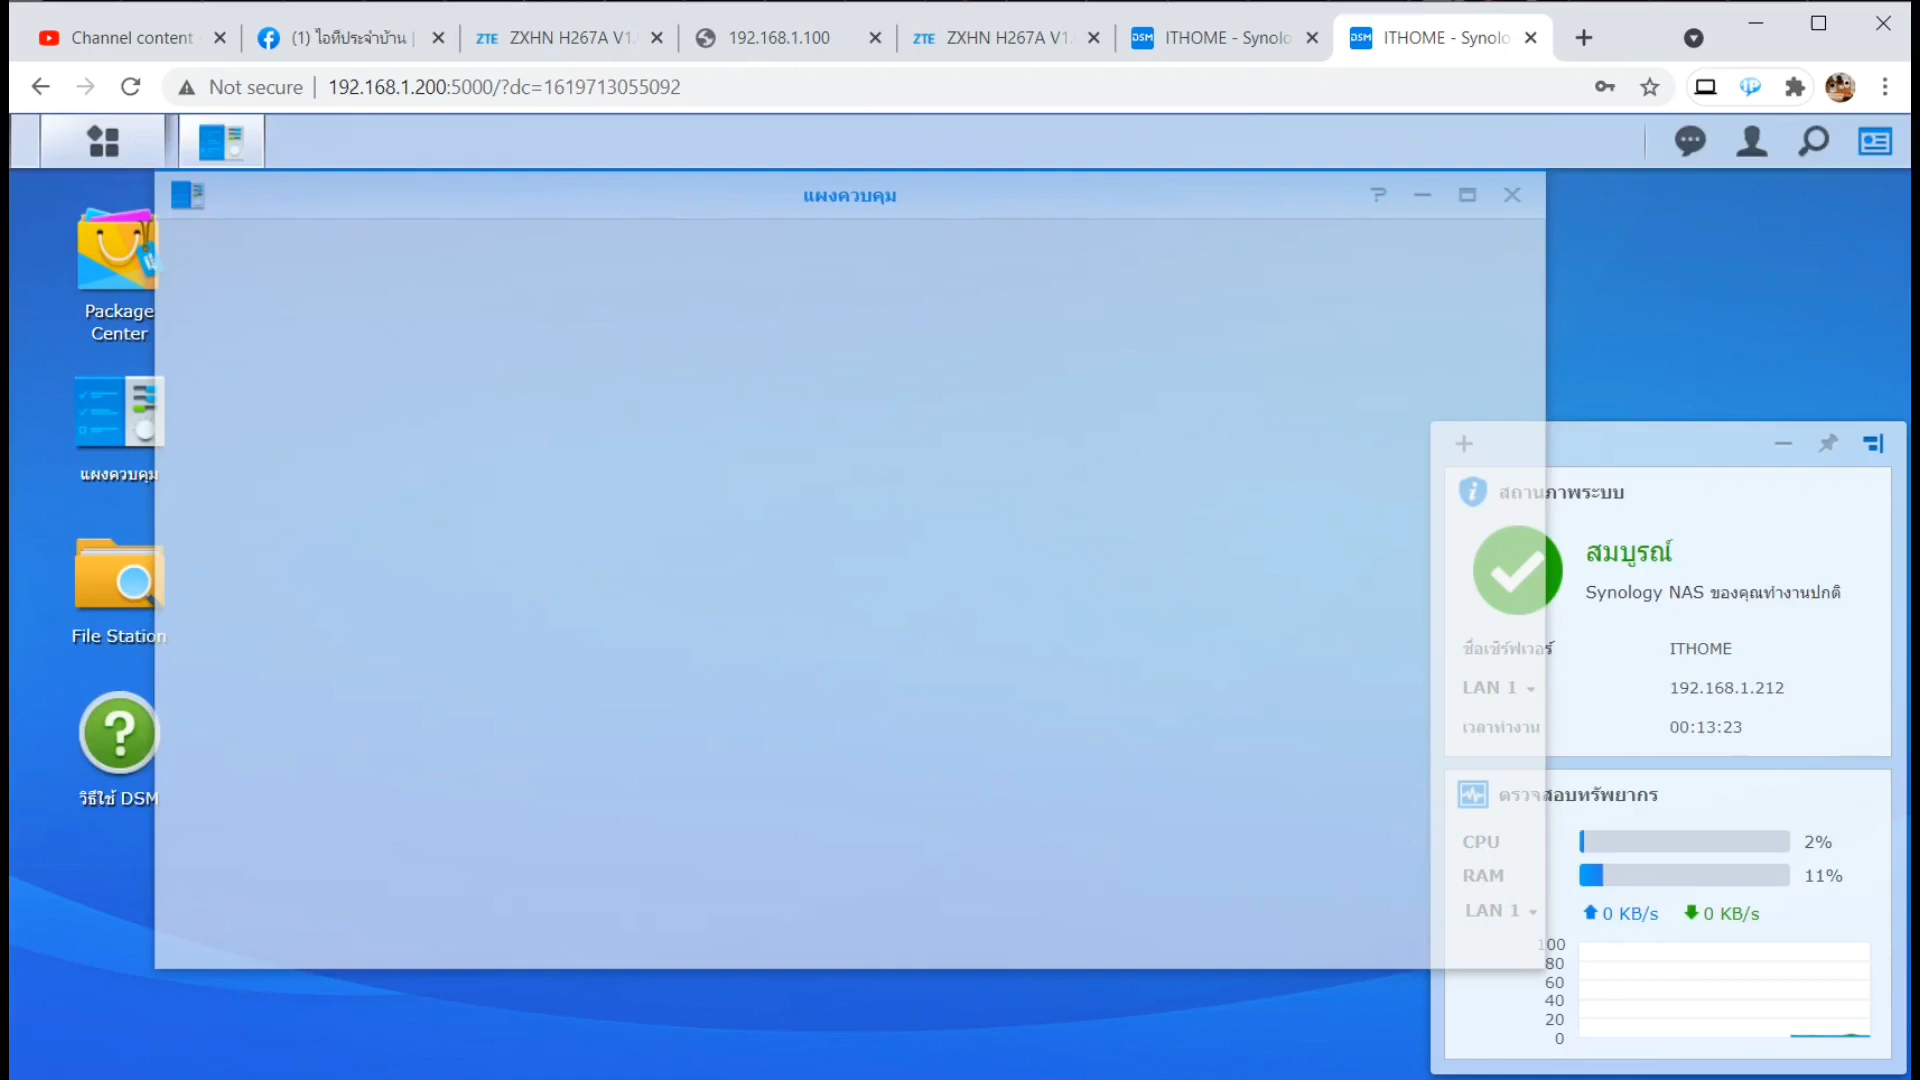 Channel content
(1) ไอทีประจำบ้าน |
ZTE ZXHN H267A V1.
192.168.1.100
ZTE ZXHN H267A V1.
DSM ITHOME - Synolo
DSM ITHOME - Synolo
Not secure | 192.168.1.200:5000/?dc=1619713055092
แผงควบคุม
Package
Center
แผงควบคุม
File Station
วิธีใช้ DSM
สถานภาพระบบ
สมบูรณ์
Synology NAS ของคุณทำงานปกติ
ชื่อเซิร์ฟเวอร์ ITHOME
LAN 1 192.168.1.212
เวลาทำงาน 00:13:23
ตรวจสอบทรัพยากร
CPU 2%
RAM 11%
LAN 1 0 KB/s 0 KB/s
100
80
60
40
20
0